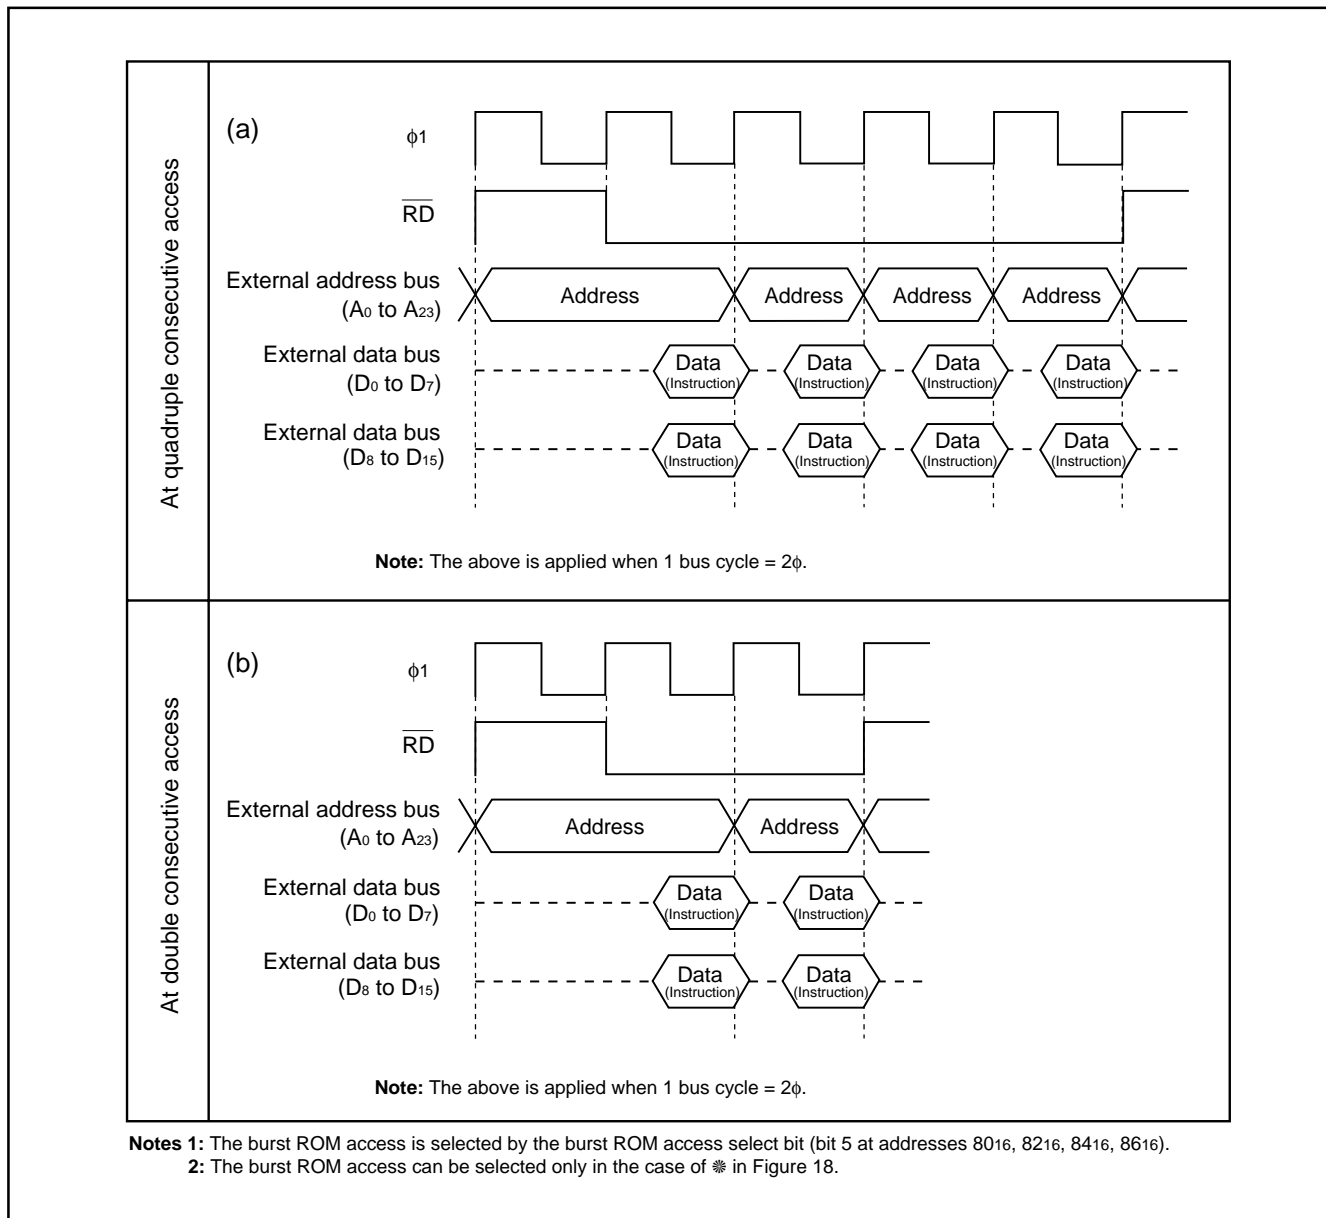 At quadruple consecutive access
(a)
ϕ1
RD
External address bus
(A0 to A23)
Address Address Address Address
External data bus
(D0 to D7)
Data Data Data Data
(Instruction) (Instruction) (Instruction) (Instruction)
External data bus
(D8 to D15)
Data Data Data Data
(Instruction) (Instruction) (Instruction) (Instruction)
Note: The above is applied when 1 bus cycle = 2ϕ.
At double consecutive access
(b)
ϕ1
RD
External address bus
(A0 to A23)
Address Address
External data bus
(D0 to D7)
Data Data
(Instruction) (Instruction)
External data bus
(D8 to D15)
Data Data
(Instruction) (Instruction)
Note: The above is applied when 1 bus cycle = 2ϕ.
Notes 1: The burst ROM access is selected by the burst ROM access select bit (bit 5 at addresses 8016, 8216, 8416, 8616).
2: The burst ROM access can be selected only in the case of ❋ in Figure 18.